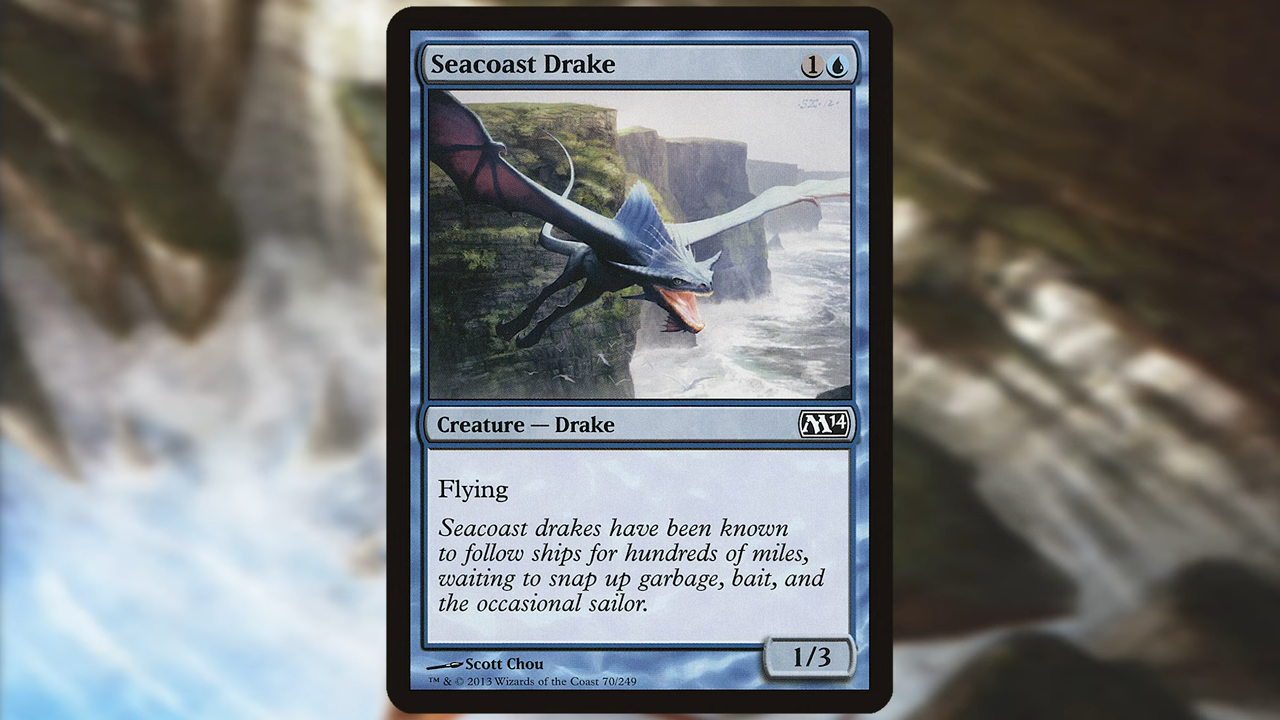 Seacoast Drake
1
Creature — Drake
M14
Flying
Seacoast drakes have been known
to follow ships for hundreds of miles,
waiting to snap up garbage, bait, and
the occasional sailor.
1/3
Scott Chou
™ & © 2013 Wizards of the Coast 70/249